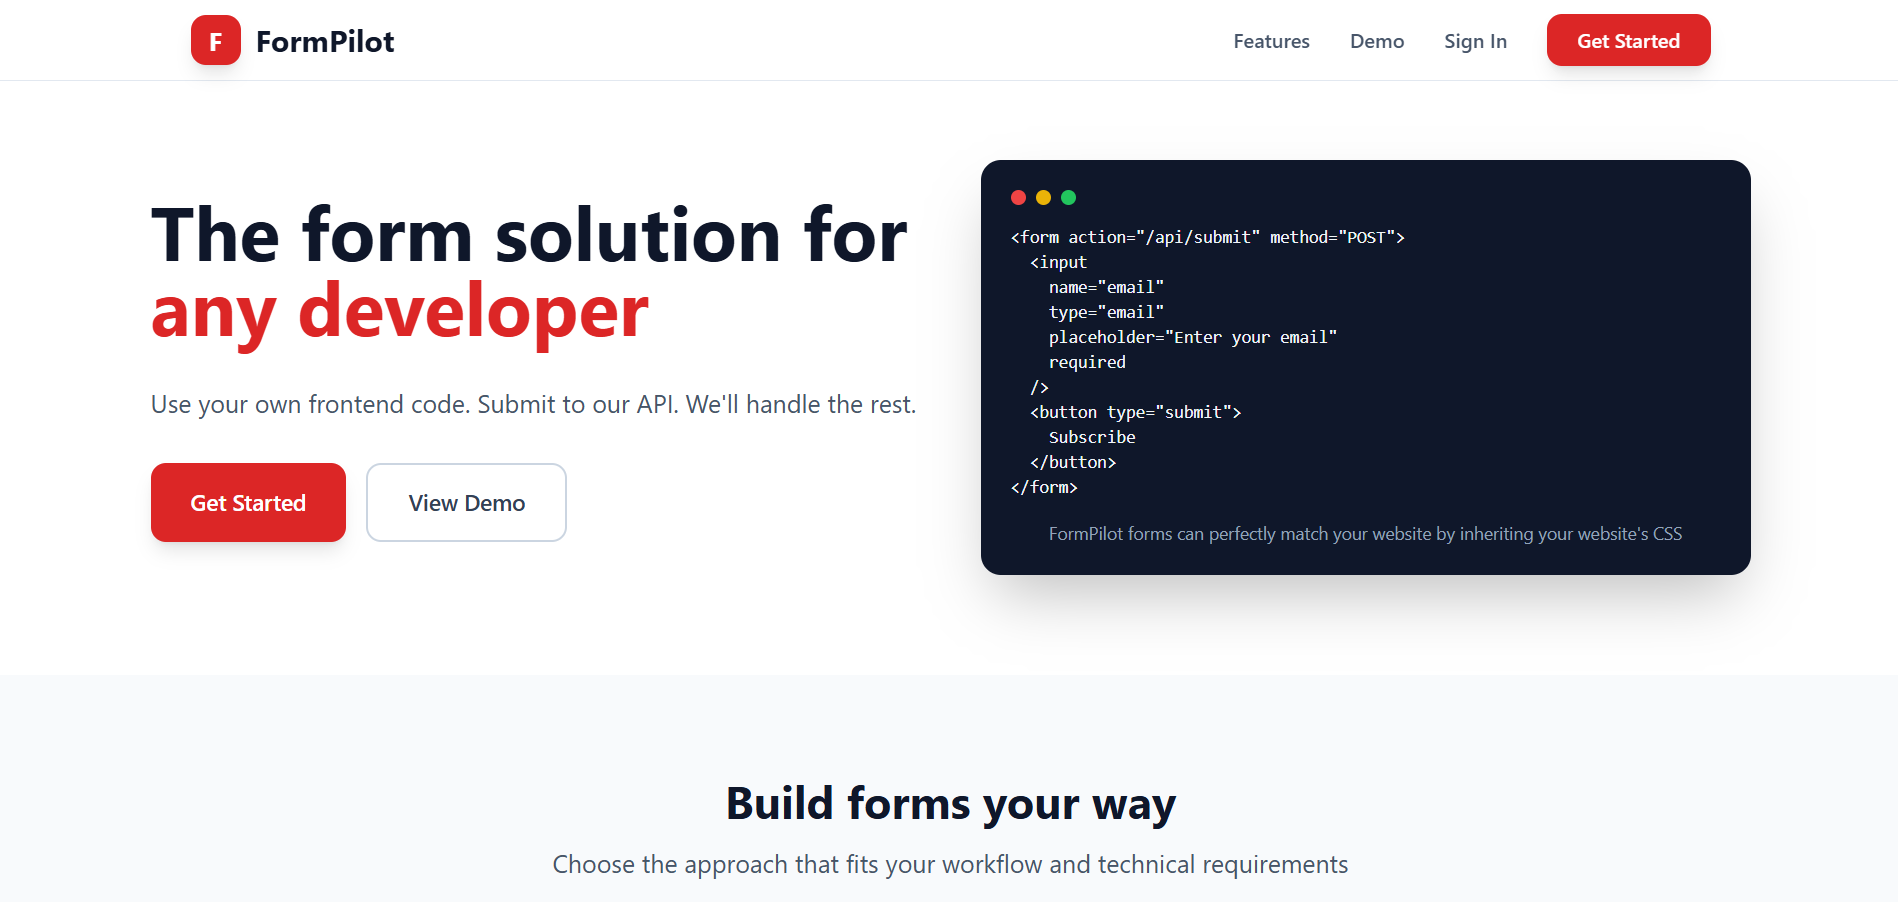 F
FormPilot
Features
Demo
Sign In
Get Started
The form solution for
any developer
Use your own frontend code. Submit to our API. We'll handle the rest.
Get Started
View Demo
<form action="/api/submit" method="POST">
  <input
    name="email"
    type="email"
    placeholder="Enter your email"
    required
  />
  <button type="submit">
    Subscribe
  </button>
</form>
FormPilot forms can perfectly match your website by inheriting your website's CSS
Build forms your way
Choose the approach that fits your workflow and technical requirements